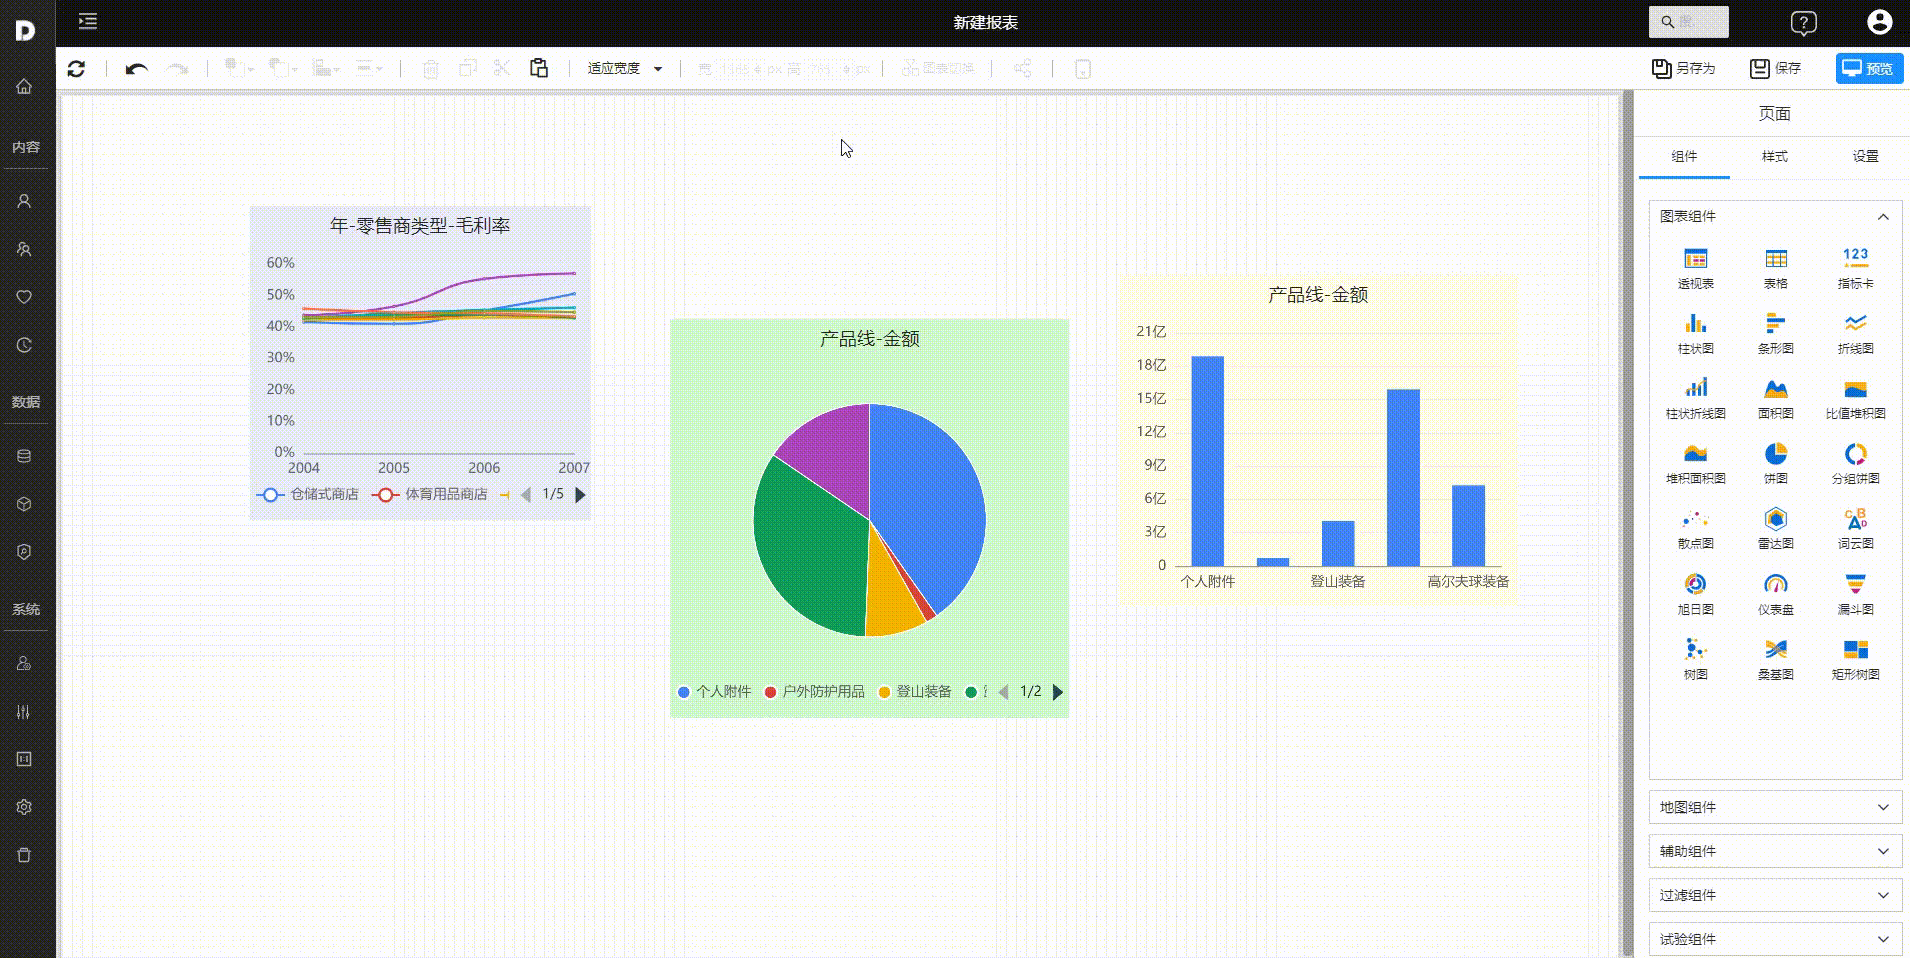 D
新建报表
搜
?
适应宽度
宽
px 高
px
图表切换
另存为
保存
预览
内容
数据
系统
年-零售商类型-毛利率
60%
50%
40%
30%
20%
10%
0%
2004 2005 2006 2007
仓储式商店 体育用品商店 1/5
产品线-金额
个人附件 户外防护用品 登山装备 1/2
产品线-金额
21亿
18亿
15亿
12亿
9亿
6亿
3亿
0
个人附件 登山装备 高尔夫球装备
页面
组件 样式 设置
图表组件
123
透视表 表格 指标卡
柱状图 条形图 折线图
柱状折线图 面积图 比值堆积图
堆积面积图 饼图 分组饼图
散点图 雷达图 词云图
旭日图 仪表盘 漏斗图
树图 桑基图 矩形树图
地图组件
辅助组件
过滤组件
试验组件